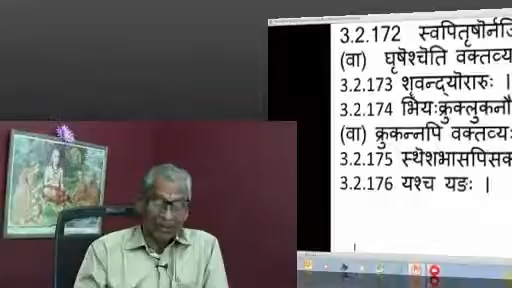 3.2.172 स्वपितृषॊर्नजि
(वा) घृषॆश्चॆति वक्तव्य
3.2.173 शृवन्द्यॊरारुः ।
3.2.174 भियःक्रुक्लुकनौ
(वा) क्रुकन्नपि वक्तव्यः
3.2.175 स्थॆशभासपिसक
3.2.176 यश्च यङः ।